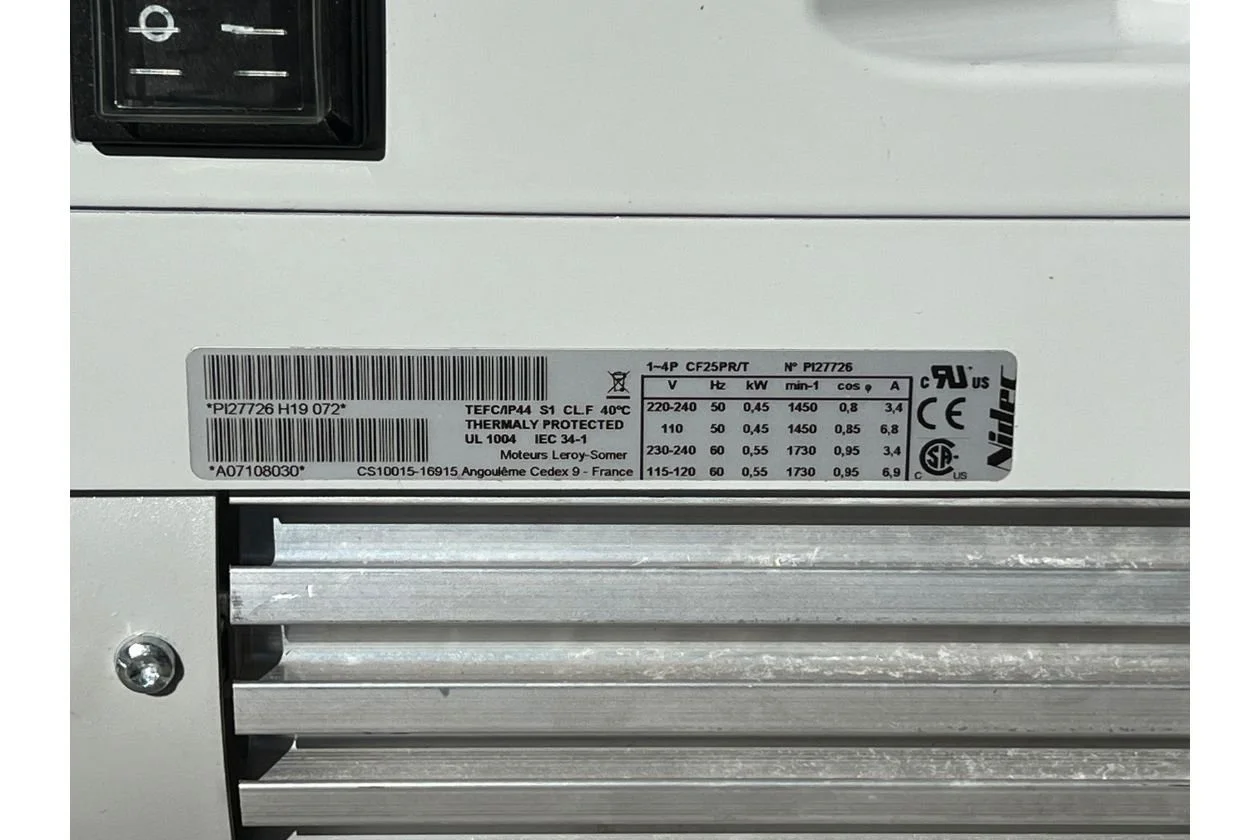 *PI27726 H19 072*
TEFC/IP44 S1 CL.F 40°C
THERMALY PROTECTED
UL 1004 IEC 34-1
Moteurs Leroy-Somer
*A07108030*
CS10015-16915 Angoulême Cedex 9 - France
1~4P CF25PR/T N° PI27726
V Hz kW min-1 cos φ A
220-240 50 0,45 1450 0,8 3,4
110 50 0,45 1450 0,85 6,8
230-240 60 0,55 1730 0,95 3,4
115-120 60 0,55 1730 0,95 6,9
c RU US
CE
SA
C US
Nidec